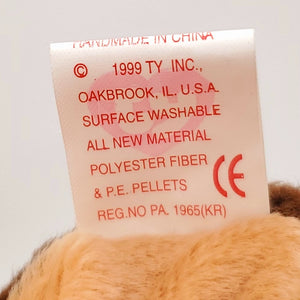 HANDMADE IN CHINA
© 1999 TY INC.,
OAKBROOK, IL. U.S.A.
SURFACE WASHABLE
ALL NEW MATERIAL
POLYESTER FIBER
& P.E. PELLETS CE
REG.NO PA. 1965(KR)